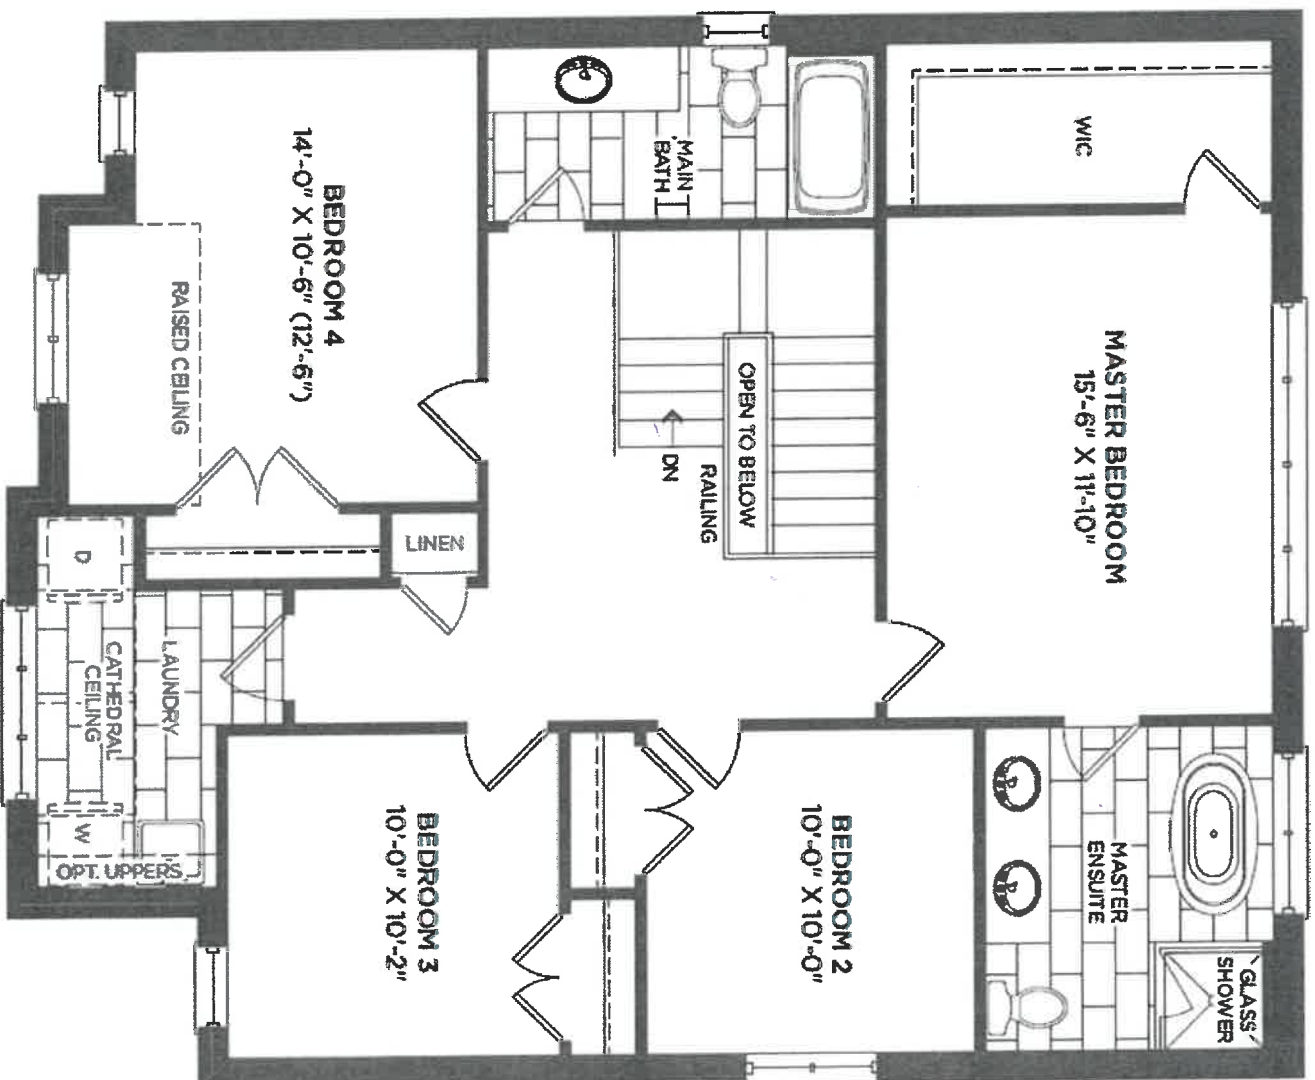 WIC
MASTER BEDROOM
15'-6" X 11'-10"
GLASS
SHOWER
MASTER
ENSUITE
MAIN
BATH
OPEN TO BELOW
RAILING
DN
BEDROOM 2
10'-0" X 10'-0"
BEDROOM 4
14'-0" X 10'-6" (12'-6")
RAISED CEILING
LINEN
BEDROOM 3
10'-0" X 10'-2"
LAUNDRY
CATHEDRAL
CEILING
D
W
OPT. UPPERS